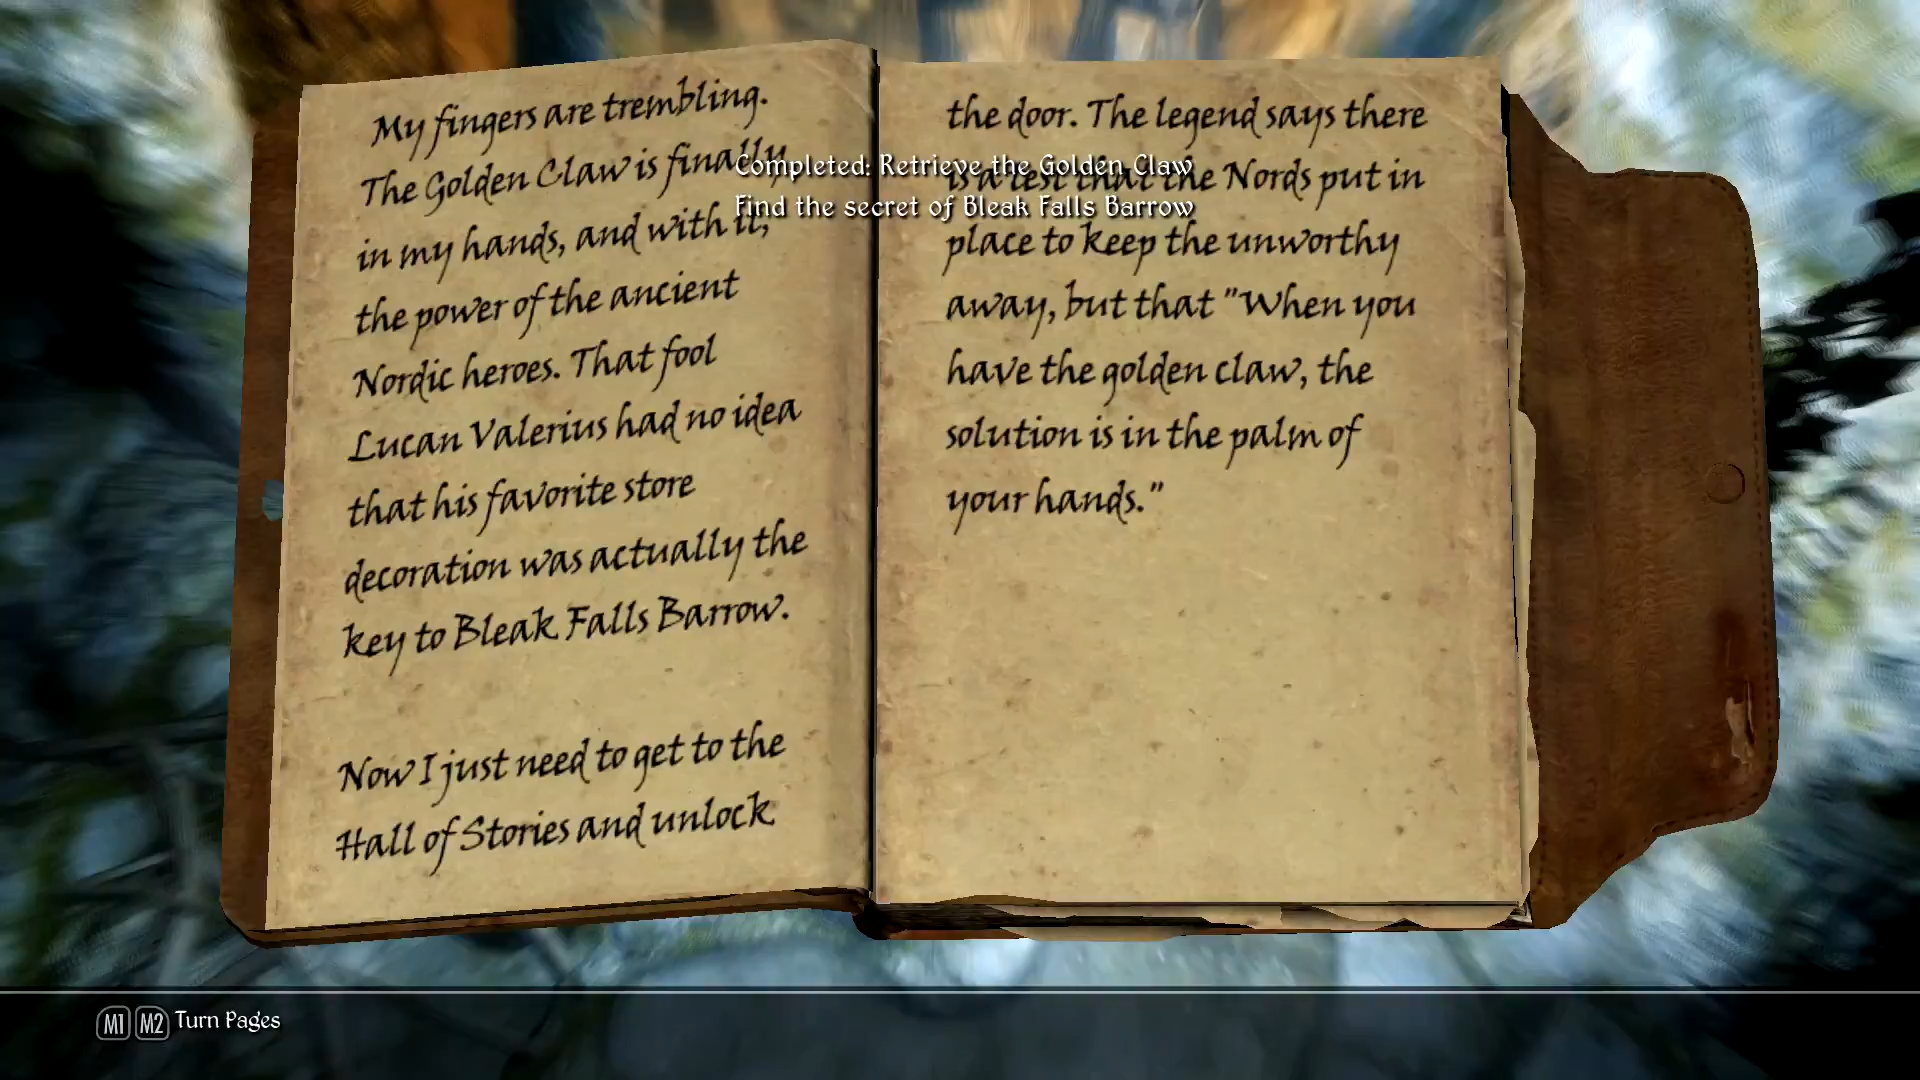 My fingers are trembling.
The Golden Claw is finally
in my hands, and with it,
the power of the ancient
Nordic heroes. That fool
Lucan Valerius had no idea
that his favorite store
decoration was actually the
key to Bleak Falls Barrow.
Now I just need to get to the
Hall of Stories and unlock
the door. The legend says there
is a test that the Nords put in
place to keep the unworthy
away, but that "When you
have the golden claw, the
solution is in the palm of
your hands."
Completed: Retrieve the Golden Claw
Find the secret of Bleak Falls Barrow
M1 M2 Turn Pages